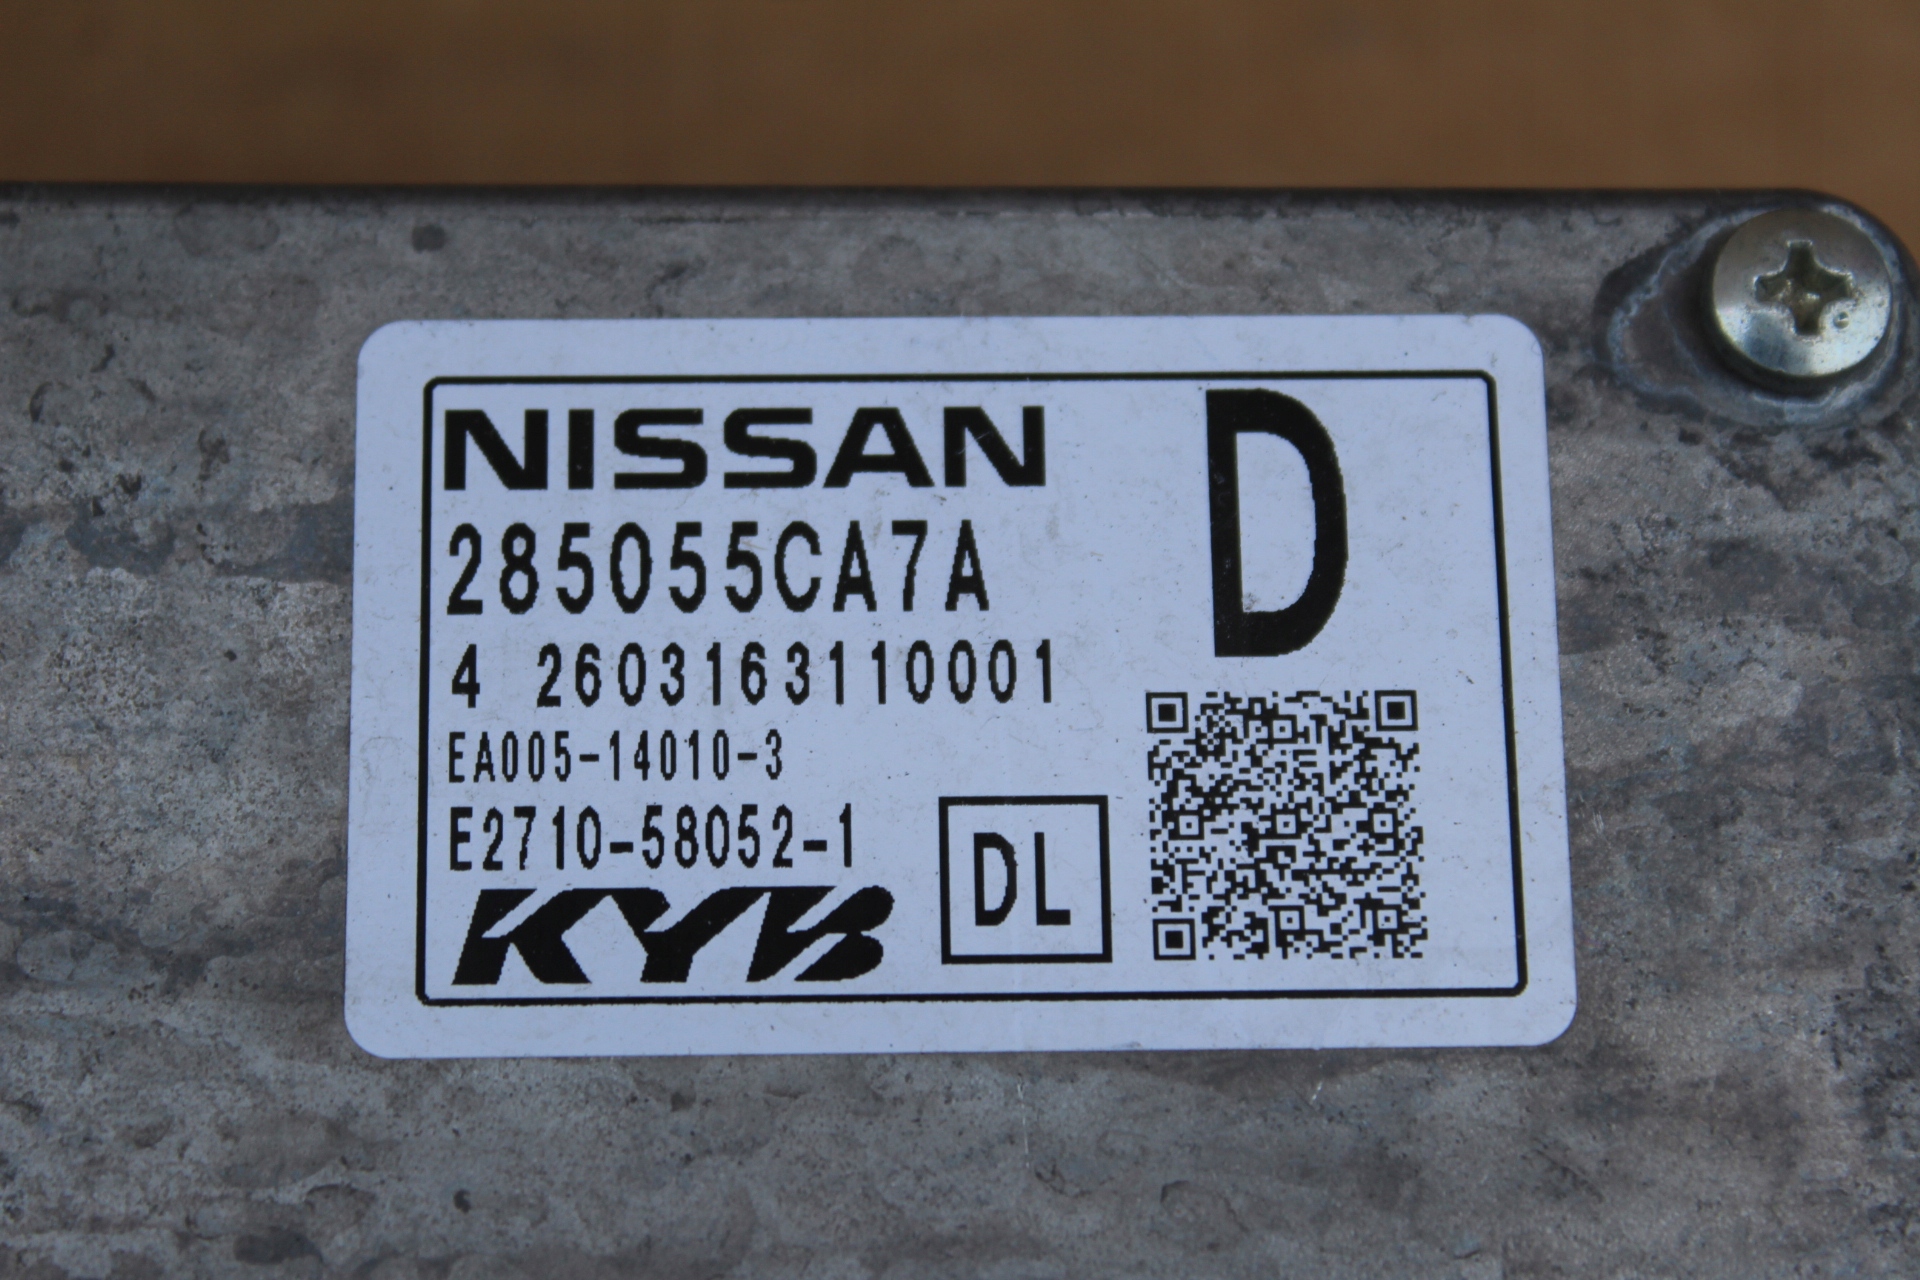 NISSAN
D
285055CA7A
4 2603163110001
EA005-14010-3
E2710-58052-1
DL
KYB